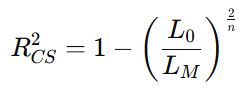 $R^2_{CS} = 1 - \left(\frac{L_0}{L_M}\right)^{\frac{2}{n}}$